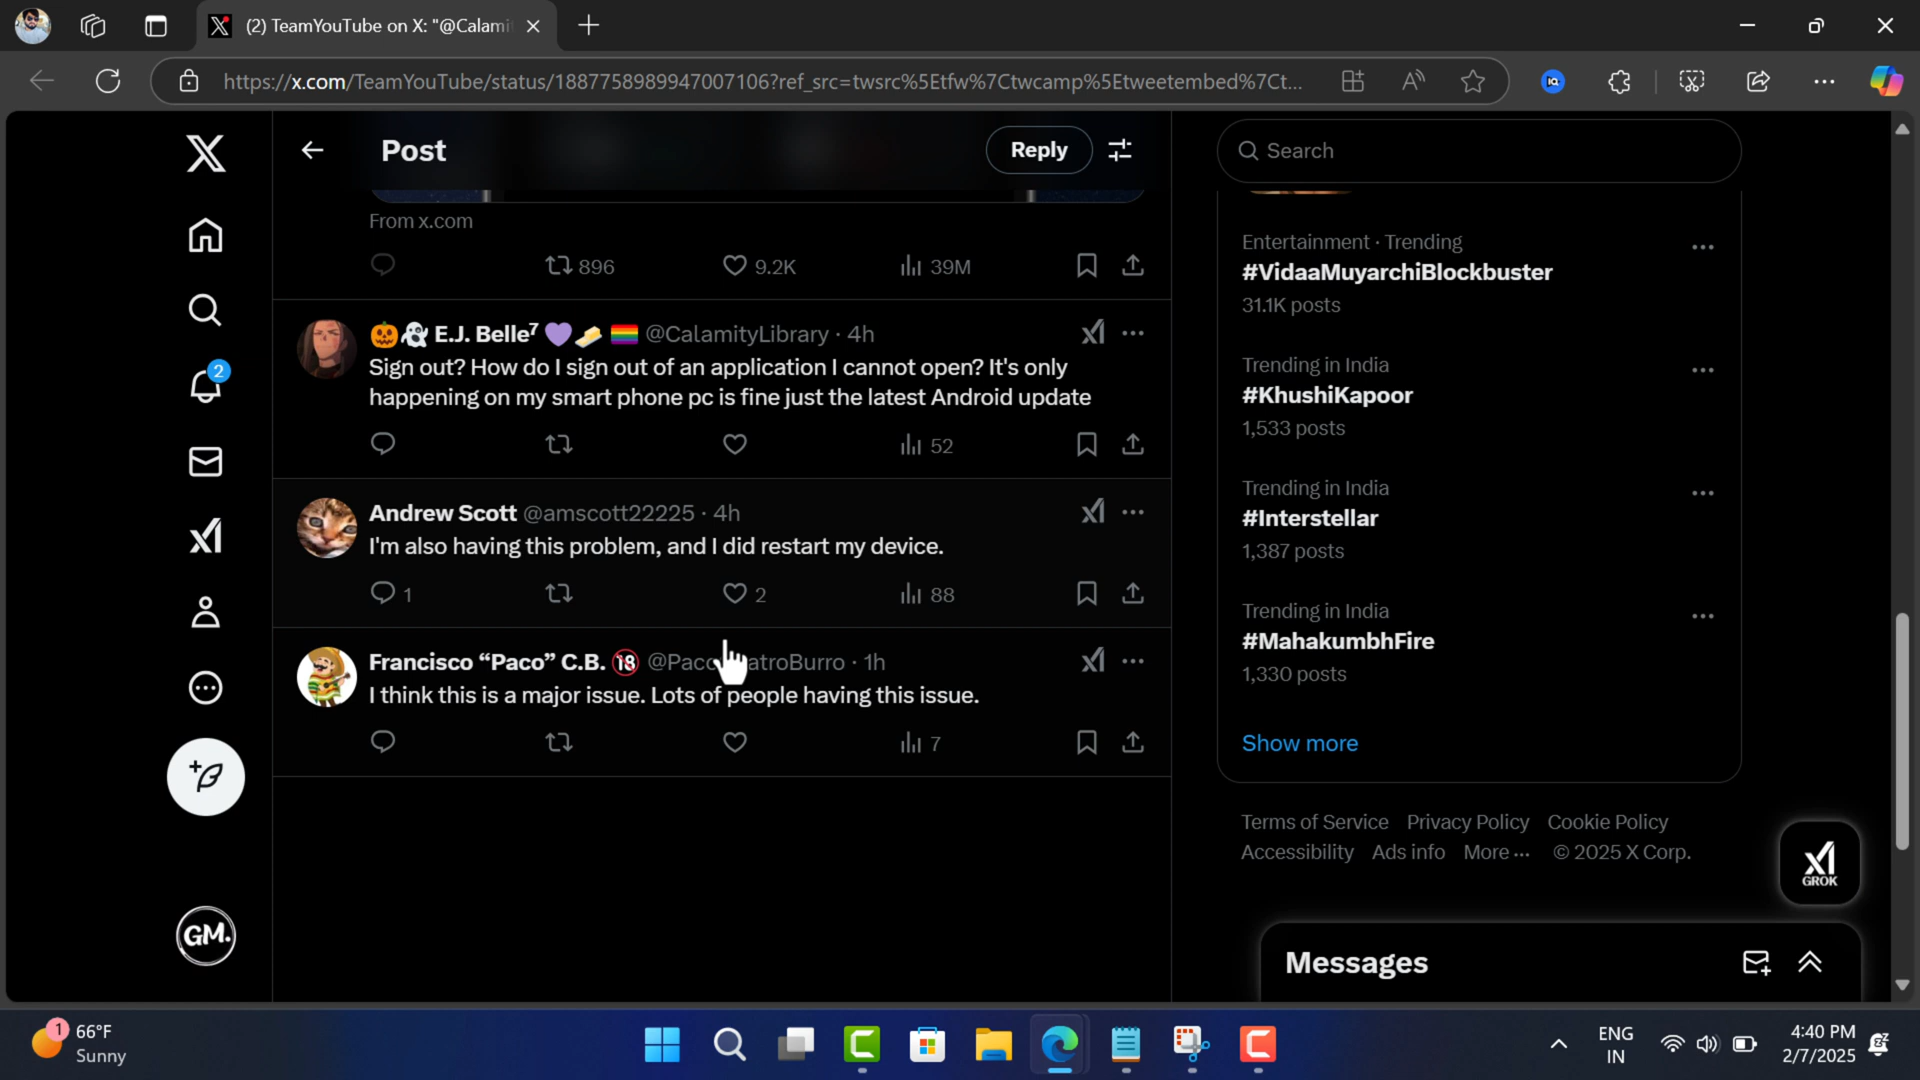 (2) TeamYouTube on X: "@Calami
https://x.com/TeamYouTube/status/1887758989947007106?ref_src=twsrc%5Etfw%7Ctwcamp%5Etweetembed%7Ct...
Post
Reply
Search
From x.com
896
9.2K
39M
E.J. Belle⁷ @CalamityLibrary · 4h
Sign out? How do I sign out of an application I cannot open? It's only
happening on my smart phone pc is fine just the latest Android update
52
Andrew Scott @amscott22225 · 4h
I'm also having this problem, and I did restart my device.
1
2
88
Francisco “Paco” C.B. 🔞 · 1h
I think this is a major issue. Lots of people having this issue.
7
2
GM.
Entertainment · Trending
#VidaaMuyarchiBlockbuster
31.1K posts
Trending in India
#KhushiKapoor
1,533 posts
Trending in India
#Interstellar
1,387 posts
Trending in India
#MahakumbhFire
1,330 posts
Show more
Terms of Service Privacy Policy Cookie Policy
Accessibility Ads info More ··· © 2025 X Corp.
GROK
Messages
1
66°F
Sunny
ENG
IN
4:40 PM
2/7/2025